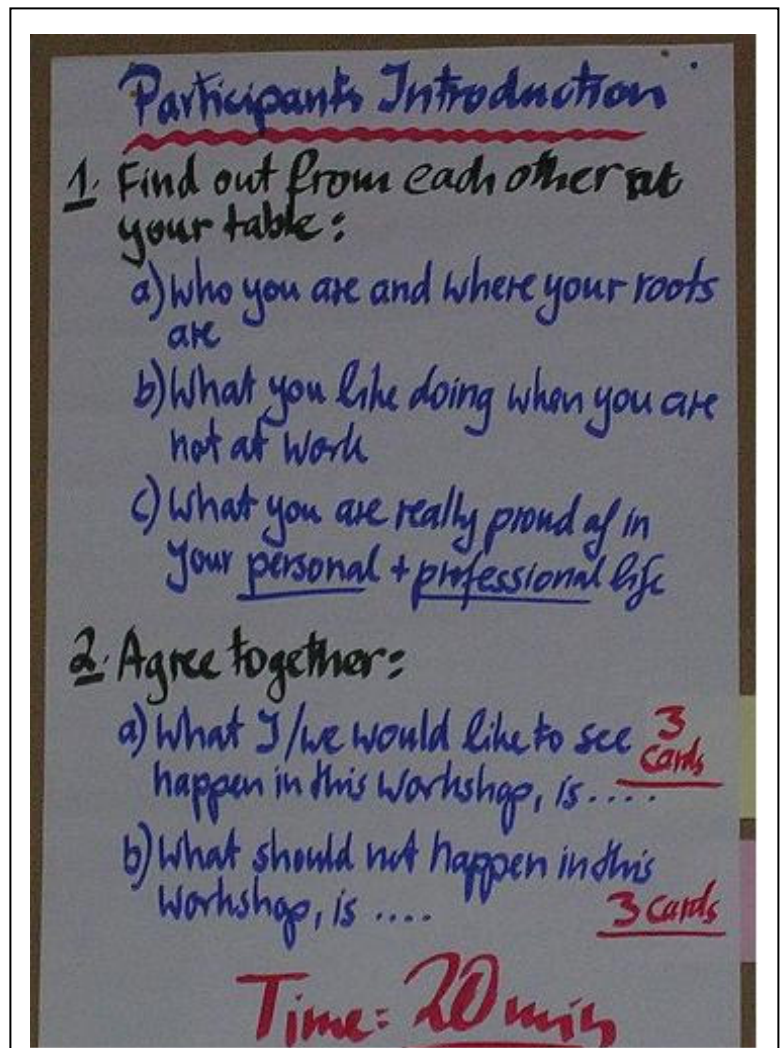 Participants Introduction
1. Find out from each other at
your table:
a) Who you are and where your roots
are
b) What you like doing when you are
not at work
c) What you are really proud of in
your personal + professional life
2. Agree together:
a) What I/we would like to see 3
cards
happen in this workshop, is....
b) What should not happen in this
workshop, is ....
3 cards
Time: 20 min